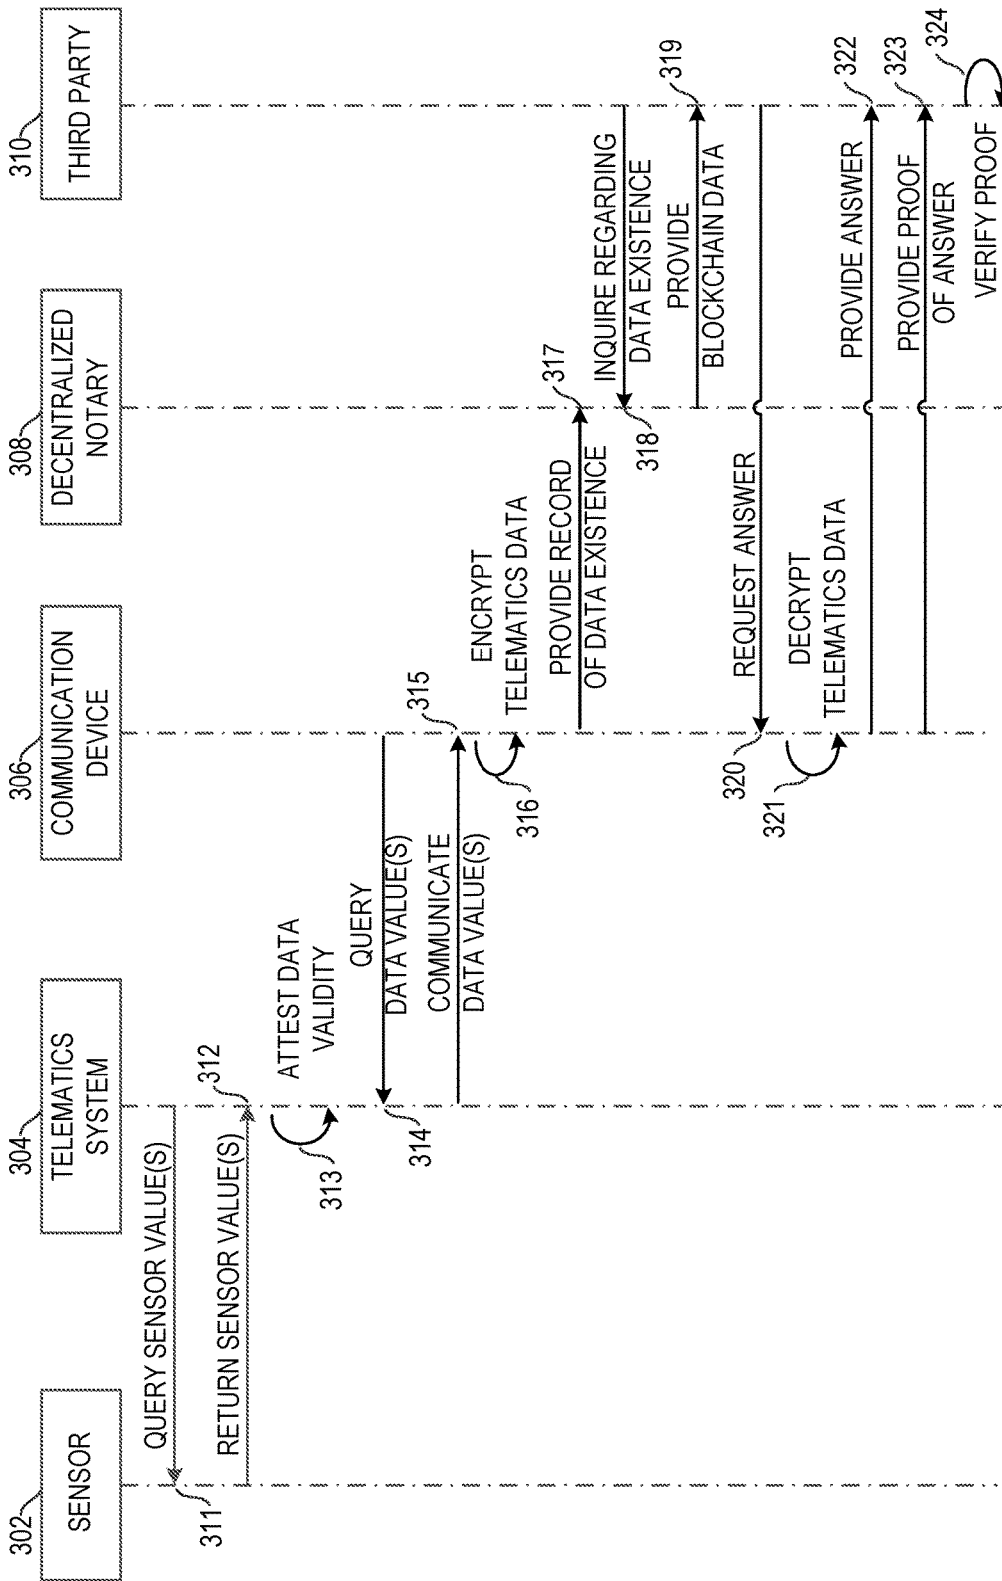 302
SENSOR
304
TELEMATICS
SYSTEM
306
COMMUNICATION
DEVICE
308
DECENTRALIZED
NOTARY
310
THIRD PARTY
QUERY SENSOR VALUE(S)
311
RETURN SENSOR VALUE(S)
312
ATTEST DATA
VALIDITY
313
QUERY
DATA VALUE(S)
314
COMMUNICATE
DATA VALUE(S)
315
ENCRYPT
TELEMATICS DATA
316
PROVIDE RECORD
OF DATA EXISTENCE
317
INQUIRE REGARDING
DATA EXISTENCE
318
PROVIDE
BLOCKCHAIN DATA
319
REQUEST ANSWER
320
DECRYPT
TELEMATICS DATA
321
PROVIDE ANSWER
322
PROVIDE PROOF
OF ANSWER
323
VERIFY PROOF
324